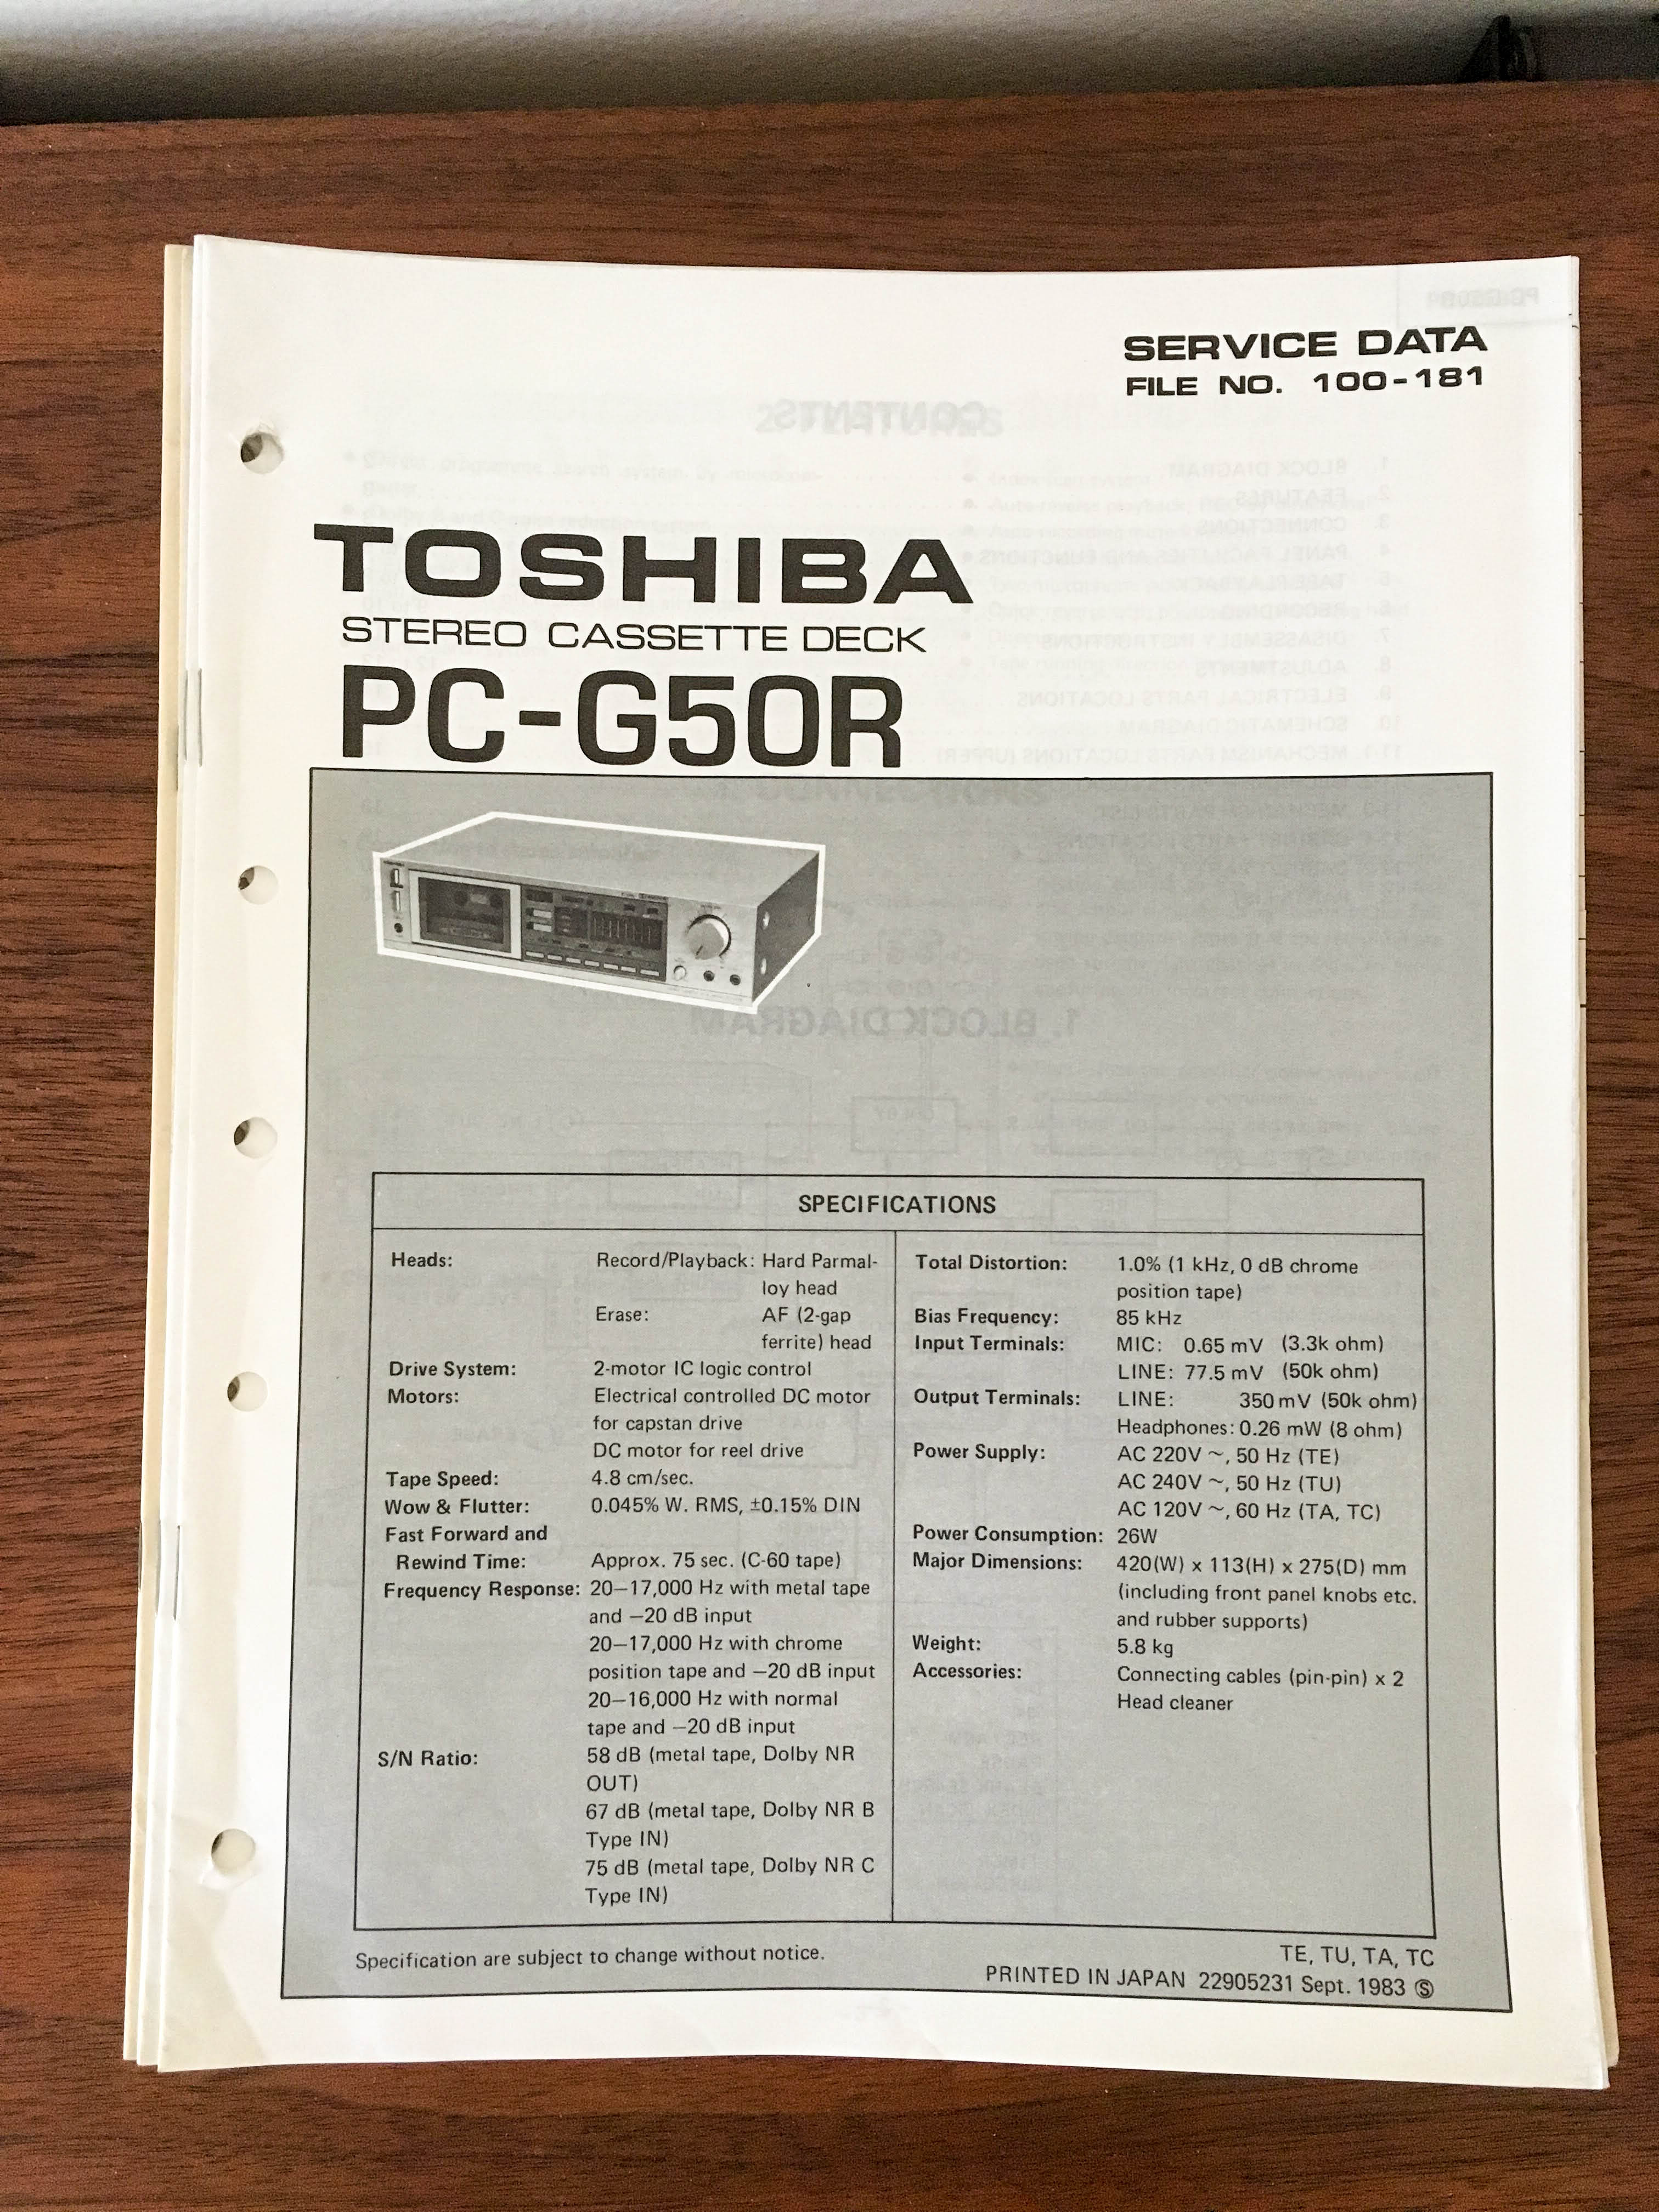 SERVICE DATA
FILE NO. 100-181
TOSHIBA
STEREO CASSETTE DECK
PC-G50R
SPECIFICATIONS
Heads: Record/Playback: Hard Parmal-
loy head
Erase: AF (2-gap
ferrite) head
Drive System: 2-motor IC logic control
Motors: Electrical controlled DC motor
for capstan drive
DC motor for reel drive
Tape Speed: 4.8 cm/sec.
Wow & Flutter: 0.045% W. RMS, ±0.15% DIN
Fast Forward and
Rewind Time: Approx. 75 sec. (C-60 tape)
Frequency Response: 20–17,000 Hz with metal tape
and –20 dB input
20–17,000 Hz with chrome
position tape and –20 dB input
20–16,000 Hz with normal
tape and –20 dB input
S/N Ratio: 58 dB (metal tape, Dolby NR
OUT)
67 dB (metal tape, Dolby NR B
Type IN)
75 dB (metal tape, Dolby NR C
Type IN)
Total Distortion: 1.0% (1 kHz, 0 dB chrome
position tape)
Bias Frequency: 85 kHz
Input Terminals: MIC: 0.65 mV (3.3k ohm)
LINE: 77.5 mV (50k ohm)
Output Terminals: LINE: 350 mV (50k ohm)
Headphones: 0.26 mW (8 ohm)
Power Supply: AC 220V ~, 50 Hz (TE)
AC 240V ~, 50 Hz (TU)
AC 120V ~, 60 Hz (TA, TC)
Power Consumption: 26W
Major Dimensions: 420(W) x 113(H) x 275(D) mm
(including front panel knobs etc.
and rubber supports)
Weight: 5.8 kg
Accessories: Connecting cables (pin-pin) x 2
Head cleaner
Specification are subject to change without notice.
TE, TU, TA, TC
PRINTED IN JAPAN 22905231 Sept. 1983 Ⓢ